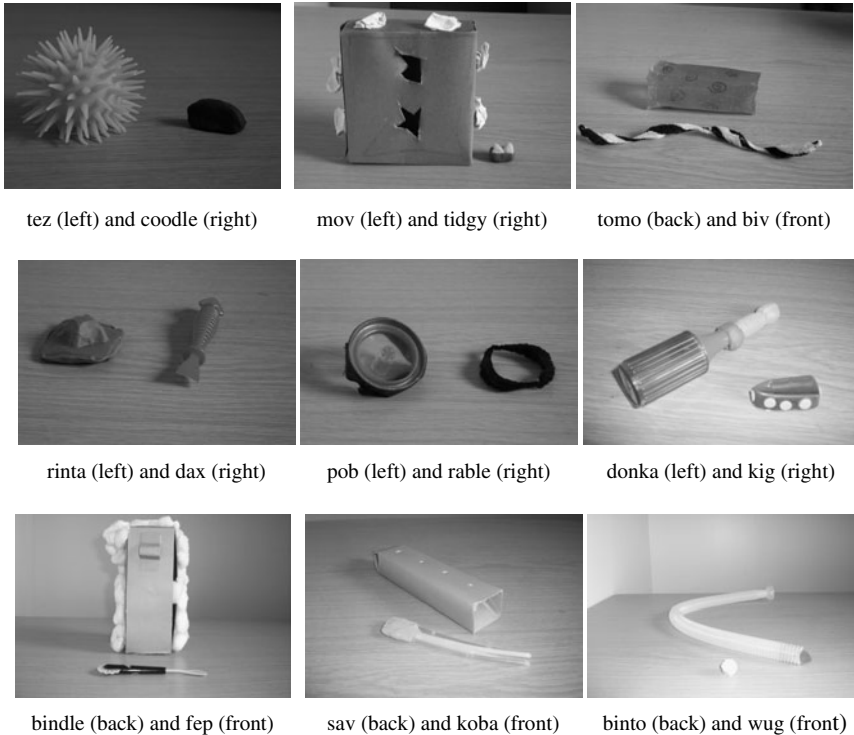 tez (left) and coodle (right)
mov (left) and tidgy (right)
tomo (back) and biv (front)
rinta (left) and dax (right)
pob (left) and rable (right)
donka (left) and kig (right)
bindle (back) and fep (front)
sav (back) and koba (front)
binto (back) and wug (front)